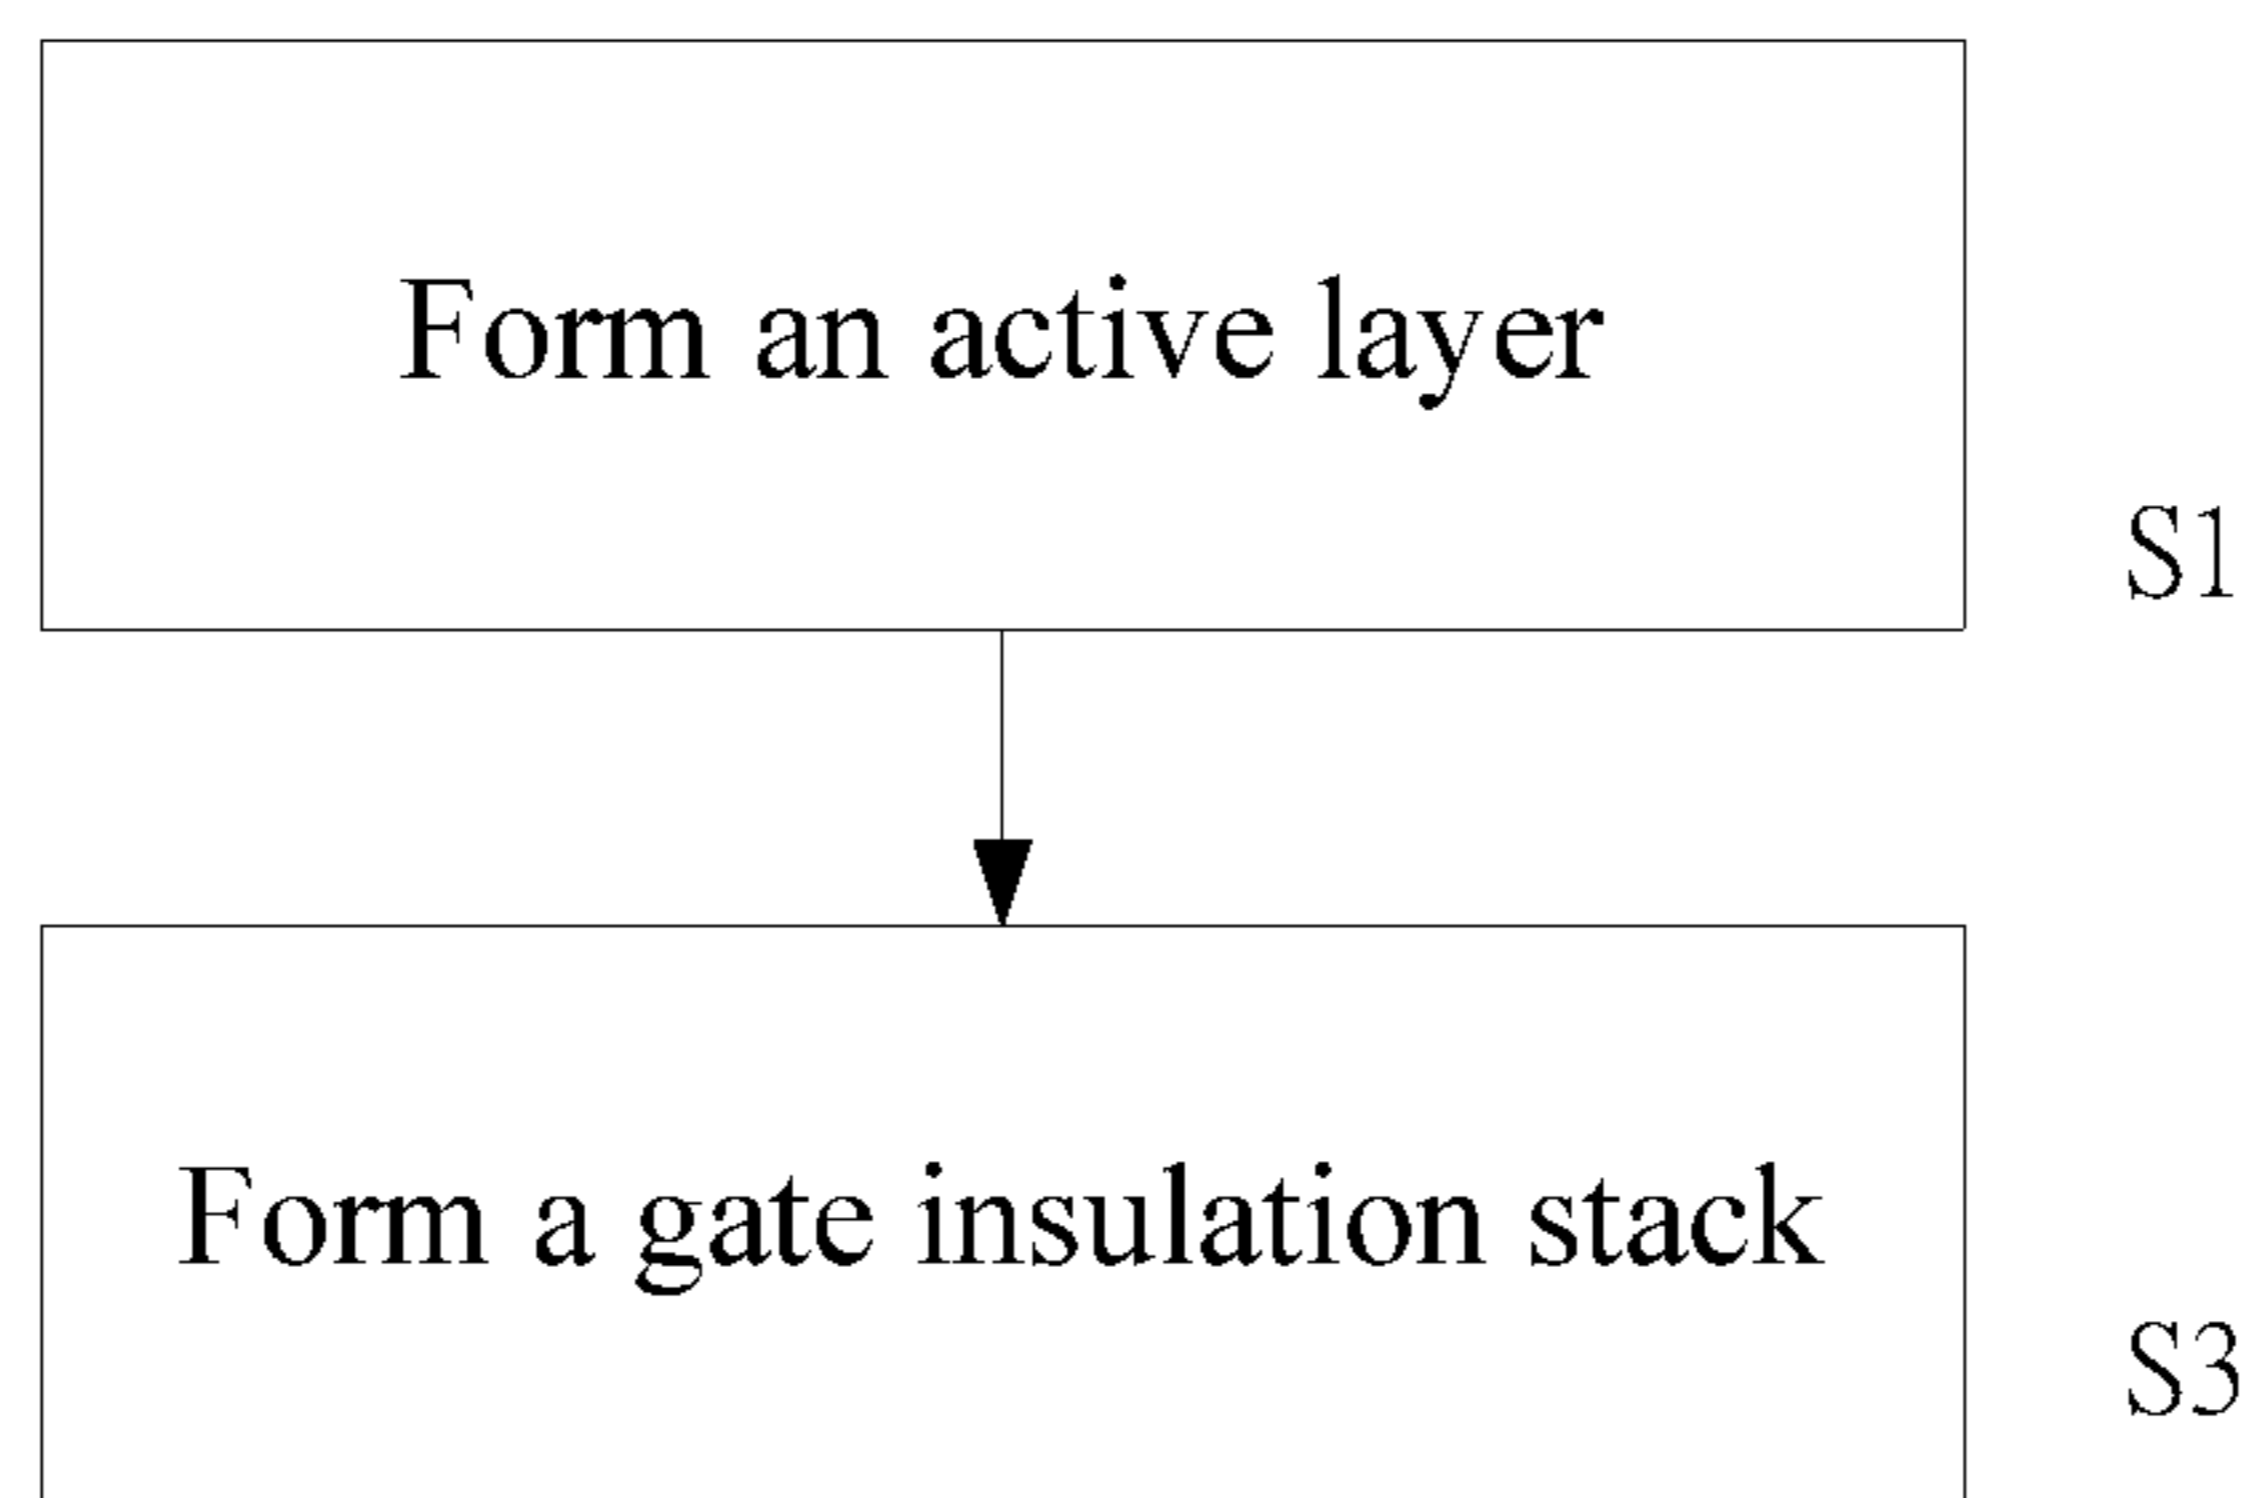 Form an active layer
S1
Form a gate insulation stack
S3